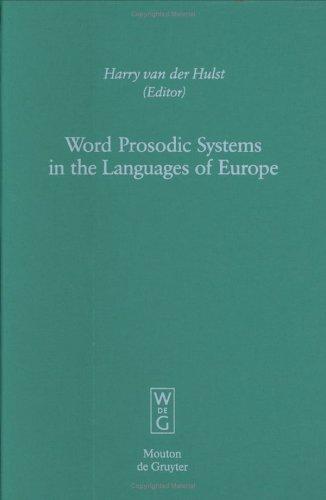 Harry van der Hulst
(Editor)
Word Prosodic Systems
in the Languages of Europe
W
DE
G
Mouton
de Gruyter